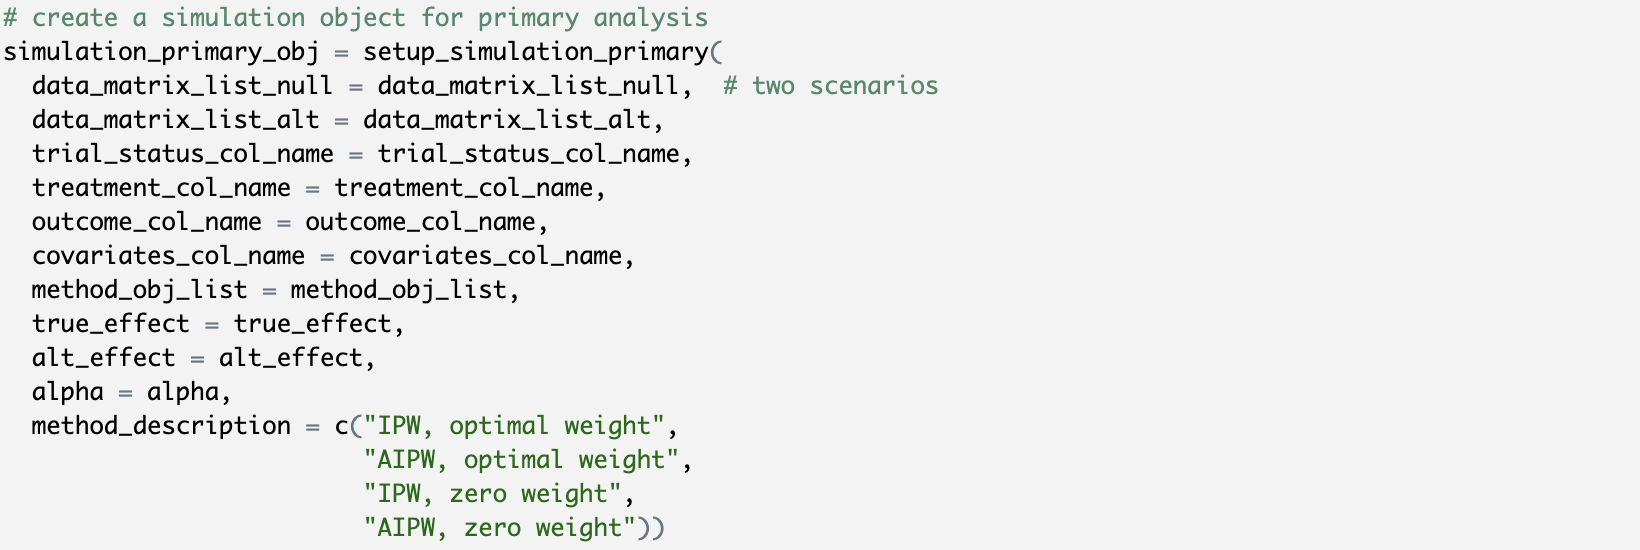 # create a simulation object for primary analysis
simulation_primary_obj = setup_simulation_primary(
  data_matrix_list_null = data_matrix_list_null,  # two scenarios
  data_matrix_list_alt = data_matrix_list_alt,
  trial_status_col_name = trial_status_col_name,
  treatment_col_name = treatment_col_name,
  outcome_col_name = outcome_col_name,
  covariates_col_name = covariates_col_name,
  method_obj_list = method_obj_list,
  true_effect = true_effect,
  alt_effect = alt_effect,
  alpha = alpha,
  method_description = c("IPW, optimal weight",
                         "AIPW, optimal weight",
                         "IPW, zero weight",
                         "AIPW, zero weight"))